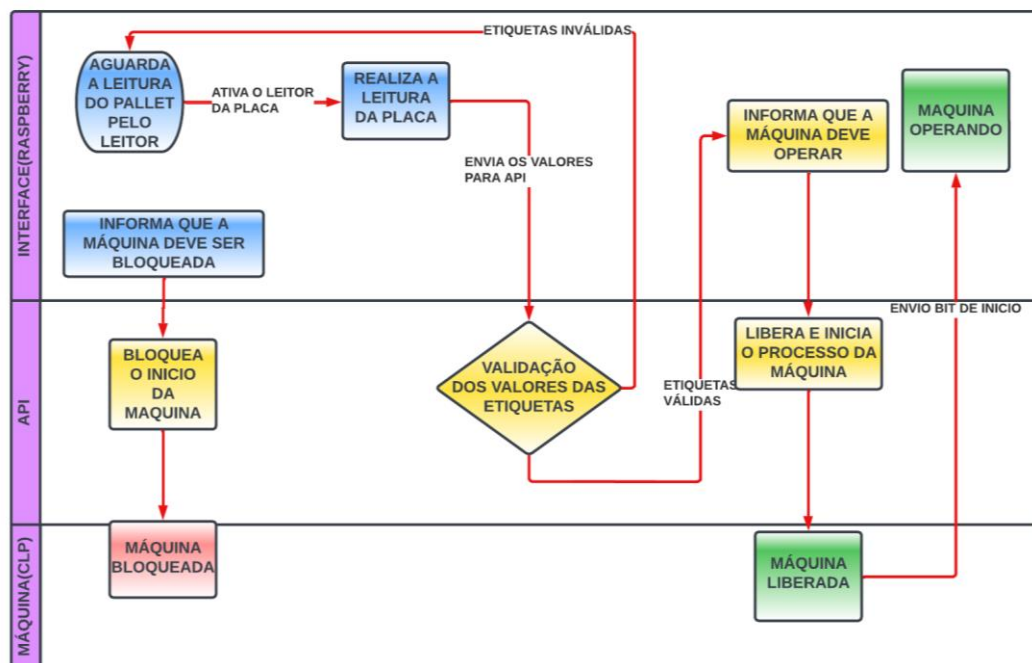 INTERFACE(RASPBERRY)
ETIQUETAS INVÁLIDAS
AGUARDA
A LEITURA
DO PALLET
PELO
LEITOR
ATIVA O LEITOR
DA PLACA
REALIZA A
LEITURA
DA PLACA
ENVIA OS VALORES
PARA API
INFORMA QUE A
MÁQUINA DEVE
OPERAR
MAQUINA
OPERANDO
INFORMA QUE A
MÁQUINA DEVE SER
BLOQUEADA
API
BLOQUEA
O INICIO
DA
MAQUINA
VALIDAÇÃO
DOS VALORES DAS
ETIQUETAS
ETIQUETAS
VÁLIDAS
LIBERA E INICIA
O PROCESSO DA
MÁQUINA
ENVIO BIT DE INICIO
MÁQUINA(CLP)
MÁQUINA
BLOQUEADA
MÁQUINA
LIBERADA